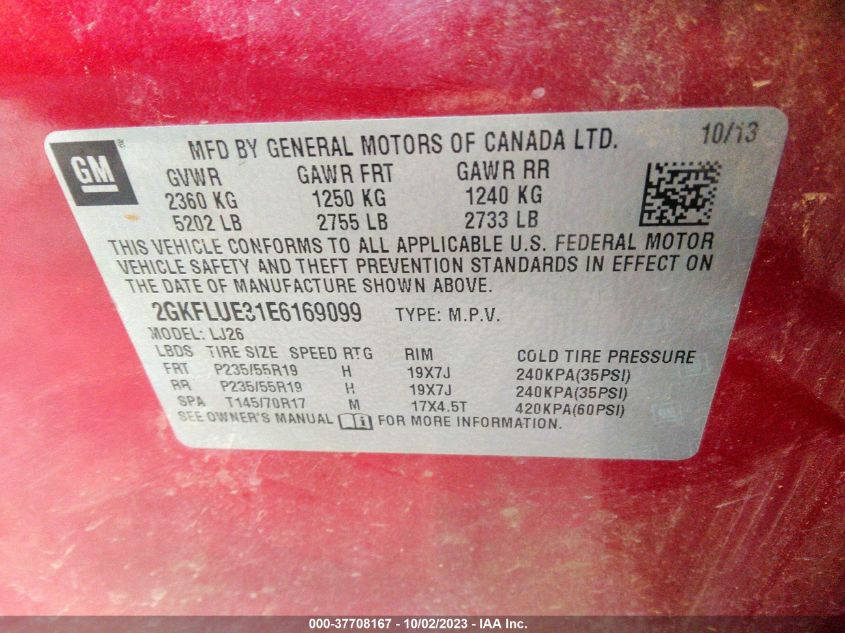 GM ®
MFD BY GENERAL MOTORS OF CANADA LTD. 10/13
GVWR GAWR FRT GAWR RR
2360 KG 1250 KG 1240 KG
5202 LB 2755 LB 2733 LB
THIS VEHICLE CONFORMS TO ALL APPLICABLE U.S. FEDERAL MOTOR
VEHICLE SAFETY AND THEFT PREVENTION STANDARDS IN EFFECT ON
THE DATE OF MANUFACTURE SHOWN ABOVE.
2GKFLUE31E6169099 TYPE: M.P.V.
MODEL: LJ26
LBDS TIRE SIZE SPEED RTG RIM COLD TIRE PRESSURE
FRT P235/55R19 H 19X7J 240KPA(35PSI)
RR P235/55R19 H 19X7J 240KPA(35PSI)
SPA T145/70R17 M 17X4.5T 420KPA(60PSI)
SEE OWNER'S MANUAL FOR MORE INFORMATION.
000-37708167 - 10/02/2023 - IAA Inc.